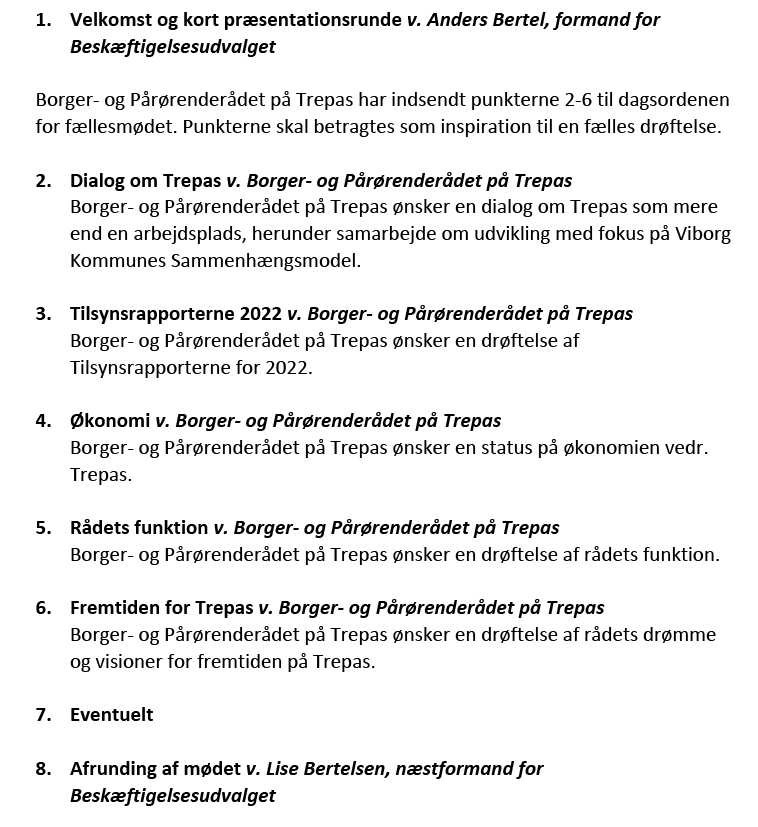 1. Velkomst og kort præsentationsrunde v. Anders Bertel, formand for
Beskæftigelsesudvalget
Borger- og Pårørenderådet på Trepas har indsendt punkterne 2-6 til dagsordenen
for fællesmødet. Punkterne skal betragtes som inspiration til en fælles drøftelse.
2. Dialog om Trepas v. Borger- og Pårørenderådet på Trepas
Borger- og Pårørenderådet på Trepas ønsker en dialog om Trepas som mere
end en arbejdsplads, herunder samarbejde om udvikling med fokus på Viborg
Kommunes Sammenhængsmodel.
3. Tilsynsrapporterne 2022 v. Borger- og Pårørenderådet på Trepas
Borger- og Pårørenderådet på Trepas ønsker en drøftelse af
Tilsynsrapporterne for 2022.
4. Økonomi v. Borger- og Pårørenderådet på Trepas
Borger- og Pårørenderådet på Trepas ønsker en status på økonomien vedr.
Trepas.
5. Rådets funktion v. Borger- og Pårørenderådet på Trepas
Borger- og Pårørenderådet på Trepas ønsker en drøftelse af rådets funktion.
6. Fremtiden for Trepas v. Borger- og Pårørenderådet på Trepas
Borger- og Pårørenderådet på Trepas ønsker en drøftelse af rådets drømme
og visioner for fremtiden på Trepas.
7. Eventuelt
8. Afrunding af mødet v. Lise Bertelsen, næstformand for
Beskæftigelsesudvalget